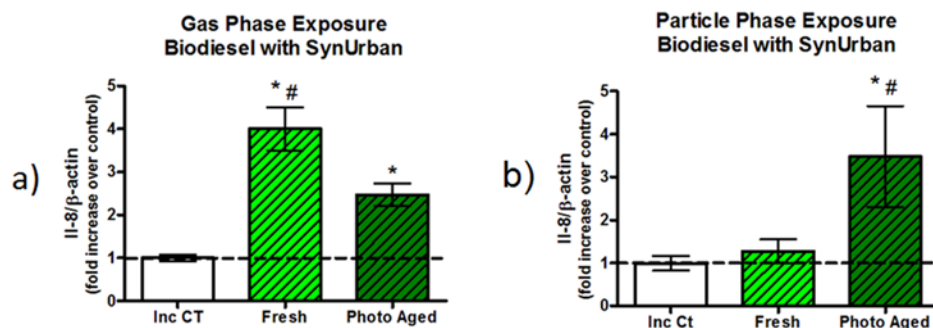 Gas Phase Exposure
Biodiesel with SynUrban
a)
Il-8/β-actin
(fold increase over control)
5
4
3
2
1
0
* #
*
Inc CT Fresh Photo Aged
Particle Phase Exposure
Biodiesel with SynUrban
b)
Il-8/β-actin
(fold increase over control)
5
4
3
2
1
0
* #
Inc Ct Fresh Photo Aged